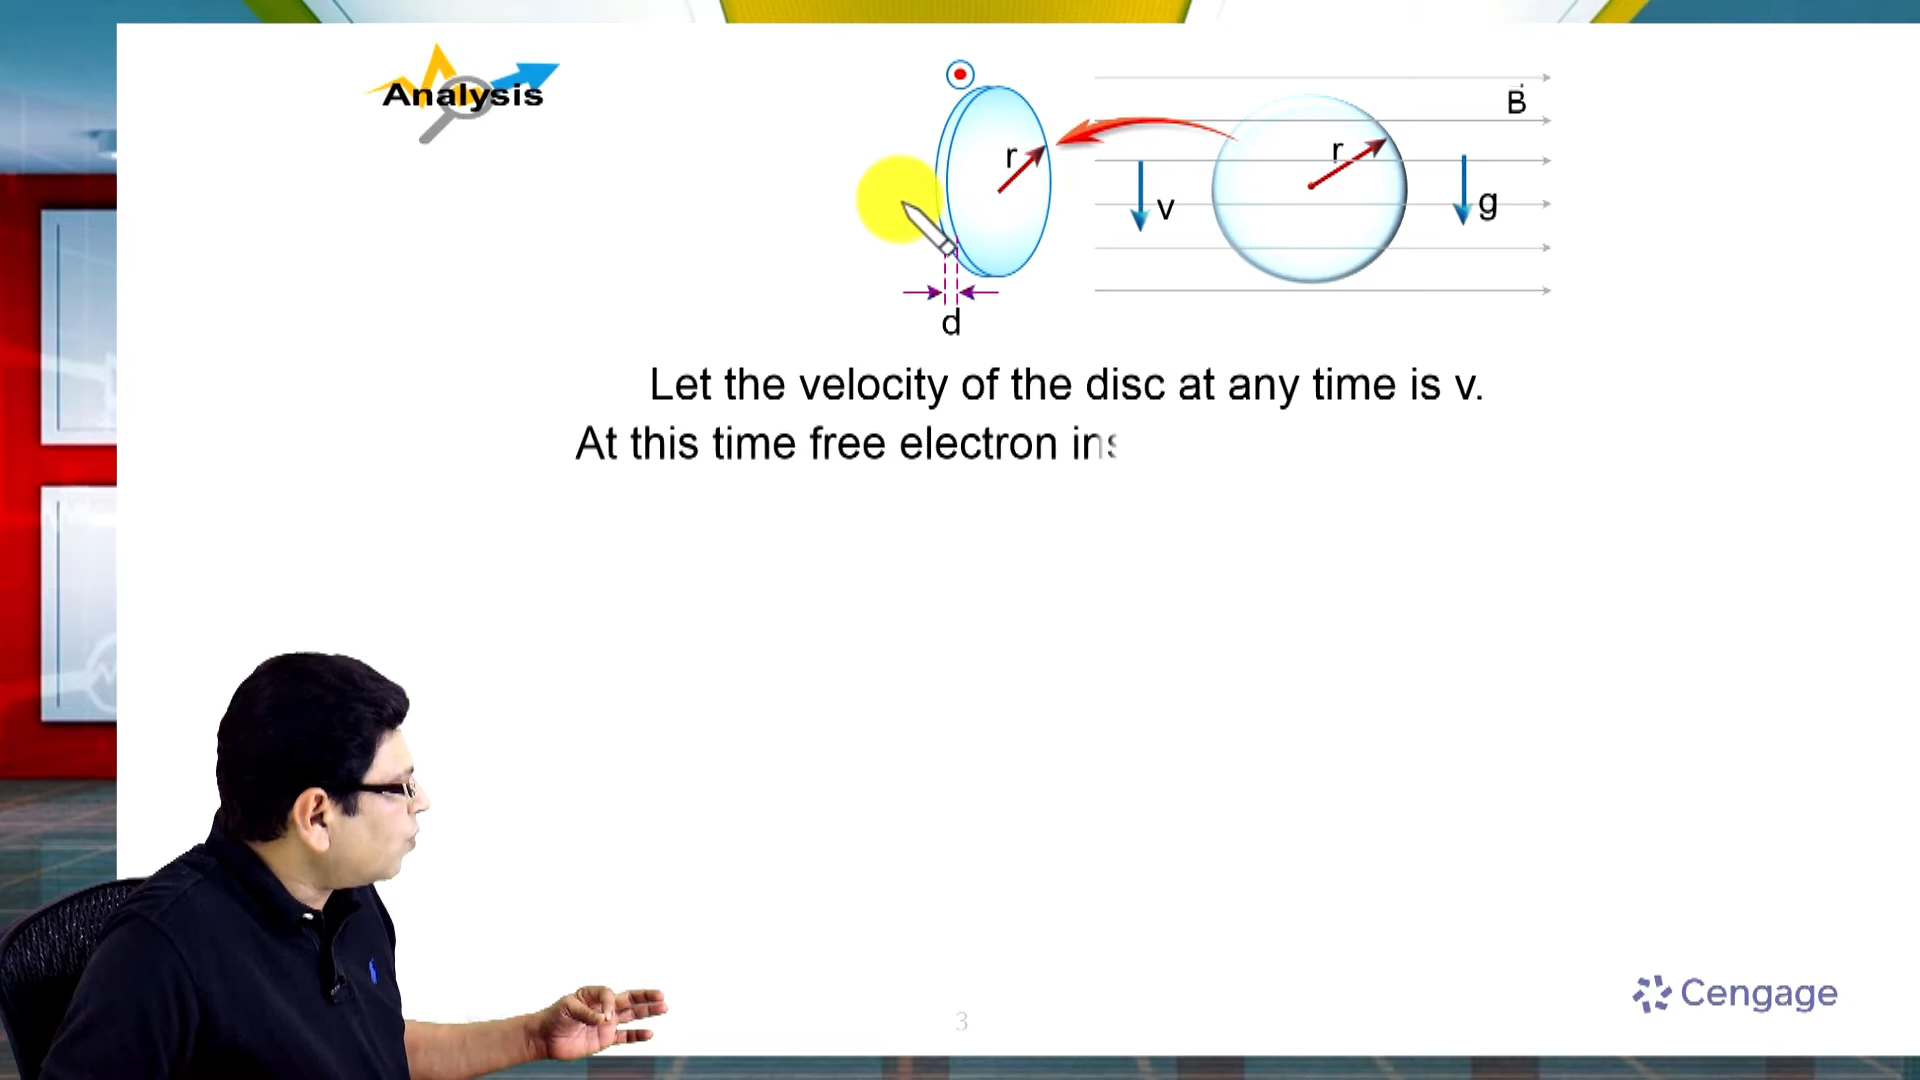 Analysis
r
r
B
v
g
d
Let the velocity of the disc at any time is v.
At this time free electron in
3
Cengage